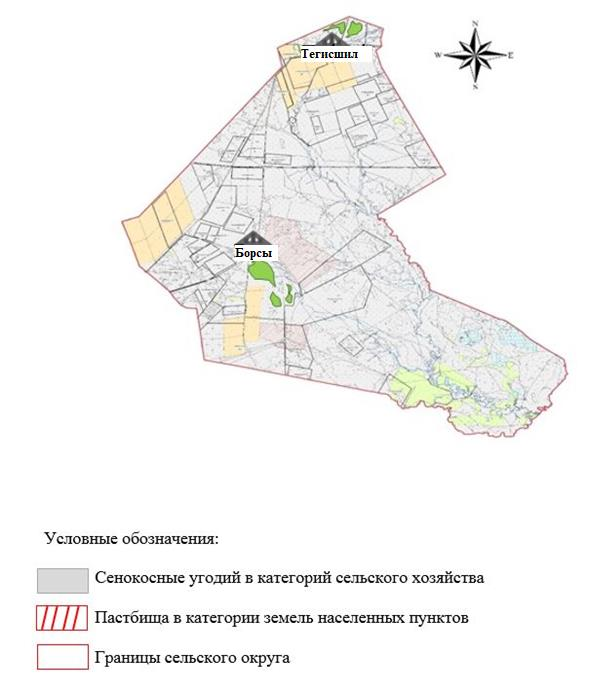 N
W
E
S
Тегисшил
Борсы
Условные обозначения:
Сенокосные угодий в категорий сельского хозяйства
Пастбища в категории земель населенных пунктов
Границы сельского округа